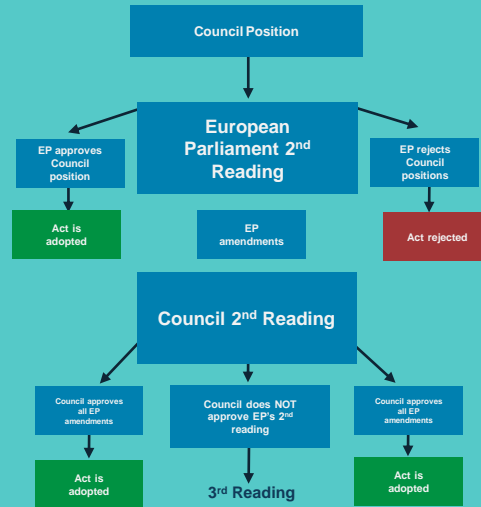 Council Position
European
Parliament 2nd
Reading
EP approves
Council
position
EP rejects
Council
positions
Act is
adopted
EP
amendments
Act rejected
Council 2nd Reading
Council approves
all EP
amendments
Council does NOT
approve EP's 2nd
reading
Council approves
all EP
amendments
Act is
adopted
3rd Reading
Act is
adopted